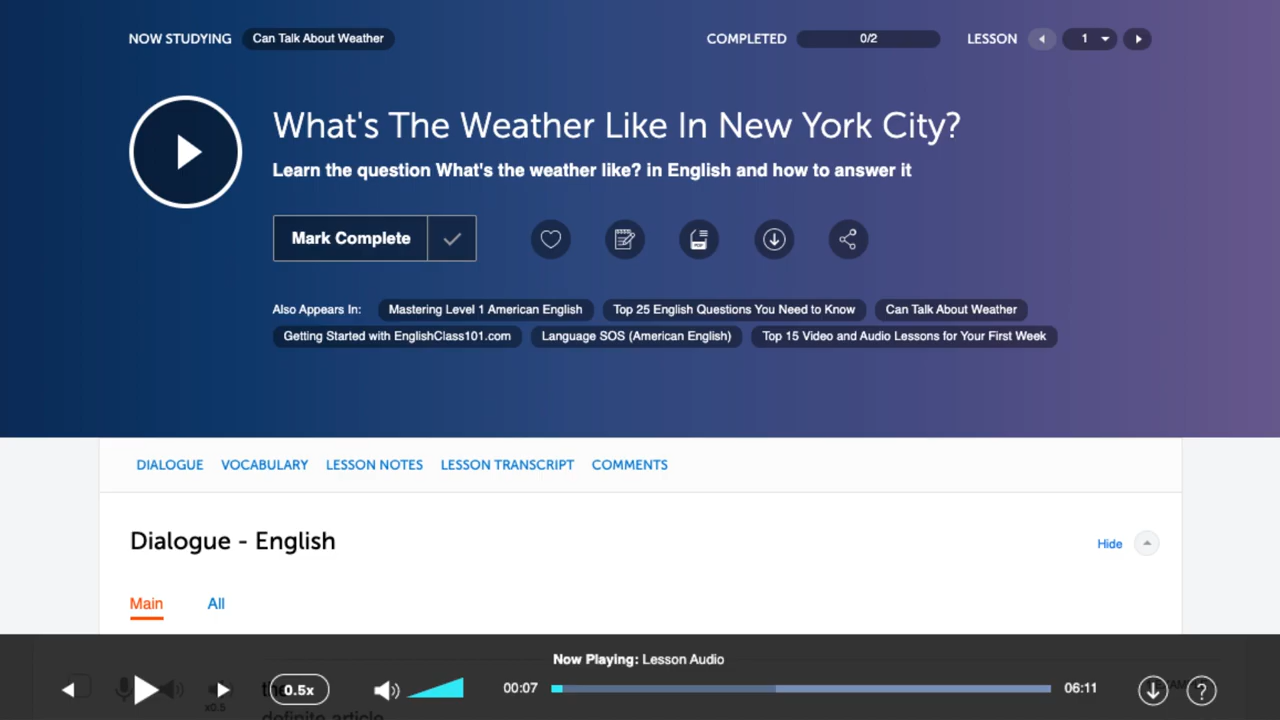 NOW STUDYING Can Talk About Weather COMPLETED 0/2 LESSON 1
What's The Weather Like In New York City?
Learn the question What's the weather like? in English and how to answer it
Mark Complete
PDF
Also Appears In: Mastering Level 1 American English Top 25 English Questions You Need to Know Can Talk About Weather
Getting Started with EnglishClass101.com Language SOS (American English) Top 15 Video and Audio Lessons for Your First Week
DIALOGUE VOCABULARY LESSON NOTES LESSON TRANSCRIPT COMMENTS
Dialogue - English
Hide
Main All
Now Playing: Lesson Audio
0.5x 00:07 06:11 ?
x0.5
definite article